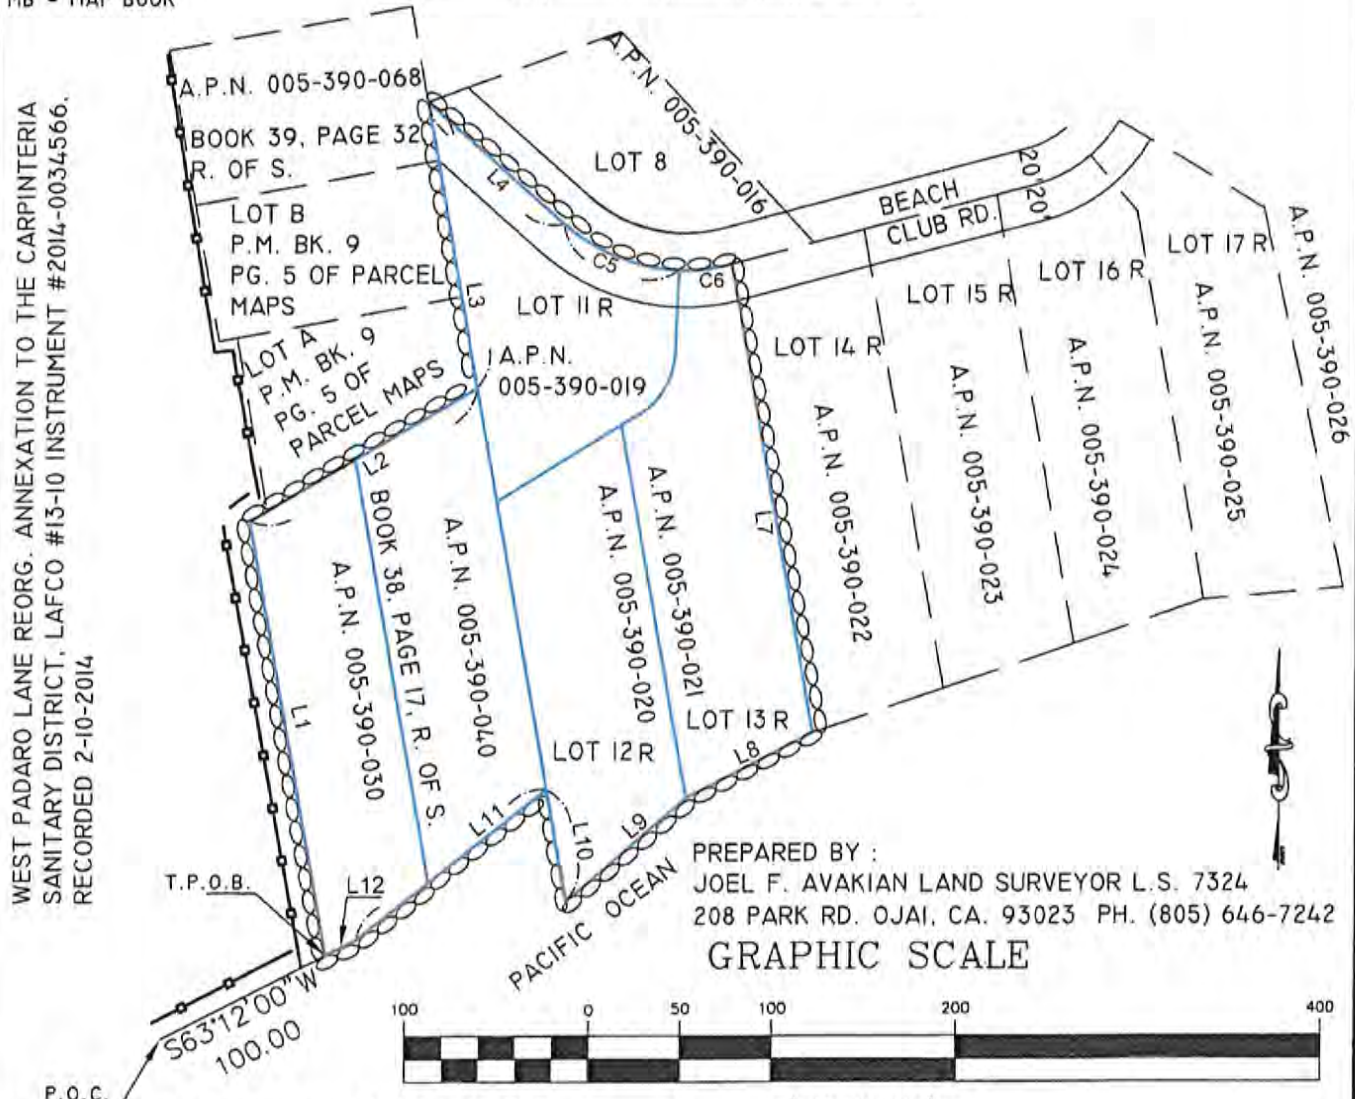 MB - MAP BOOK
WEST PADARO LANE REORG. ANNEXATION TO THE CARPINTERIA
SANITARY DISTRICT, LAFCO #13-10 INSTRUMENT #2014-0034566,
RECORDED 2-10-2014
A.P.N. 005-390-068
BOOK 39, PAGE 32
R. OF S.
LOT B
P.M. BK. 9
PG. 5 OF PARCEL
MAPS
LOT A
P.M. BK. 9
PG. 5 OF
PARCEL MAPS
A.P.N. 005-390-016
LOT 8
L4
C5
C6
L3
LOT 11 R
A.P.N.
005-390-019
BEACH
CLUB RD.
20'
20'
LOT 14 R
LOT 15 R
LOT 16 R
LOT 17 R
A.P.N. 005-390-022
A.P.N. 005-390-023
A.P.N. 005-390-024
A.P.N. 005-390-025
A.P.N. 005-390-026
L2
BOOK 38, PAGE 17, R. OF S.
A.P.N. 005-390-030
A.P.N. 005-390-040
A.P.N. 005-390-020
A.P.N. 005-390-021
L7
L1
LOT 12 R
LOT 13 R
L8
L9
L10
L11
L12
T.P.O.B.
PACIFIC OCEAN
S63°12'00"W
100.00
P.O.C.
PREPARED BY :
JOEL F. AVAKIAN LAND SURVEYOR L.S. 7324
208 PARK RD. OJAI, CA. 93023 PH. (805) 646-7242
GRAPHIC SCALE
100 0 50 100 200 400